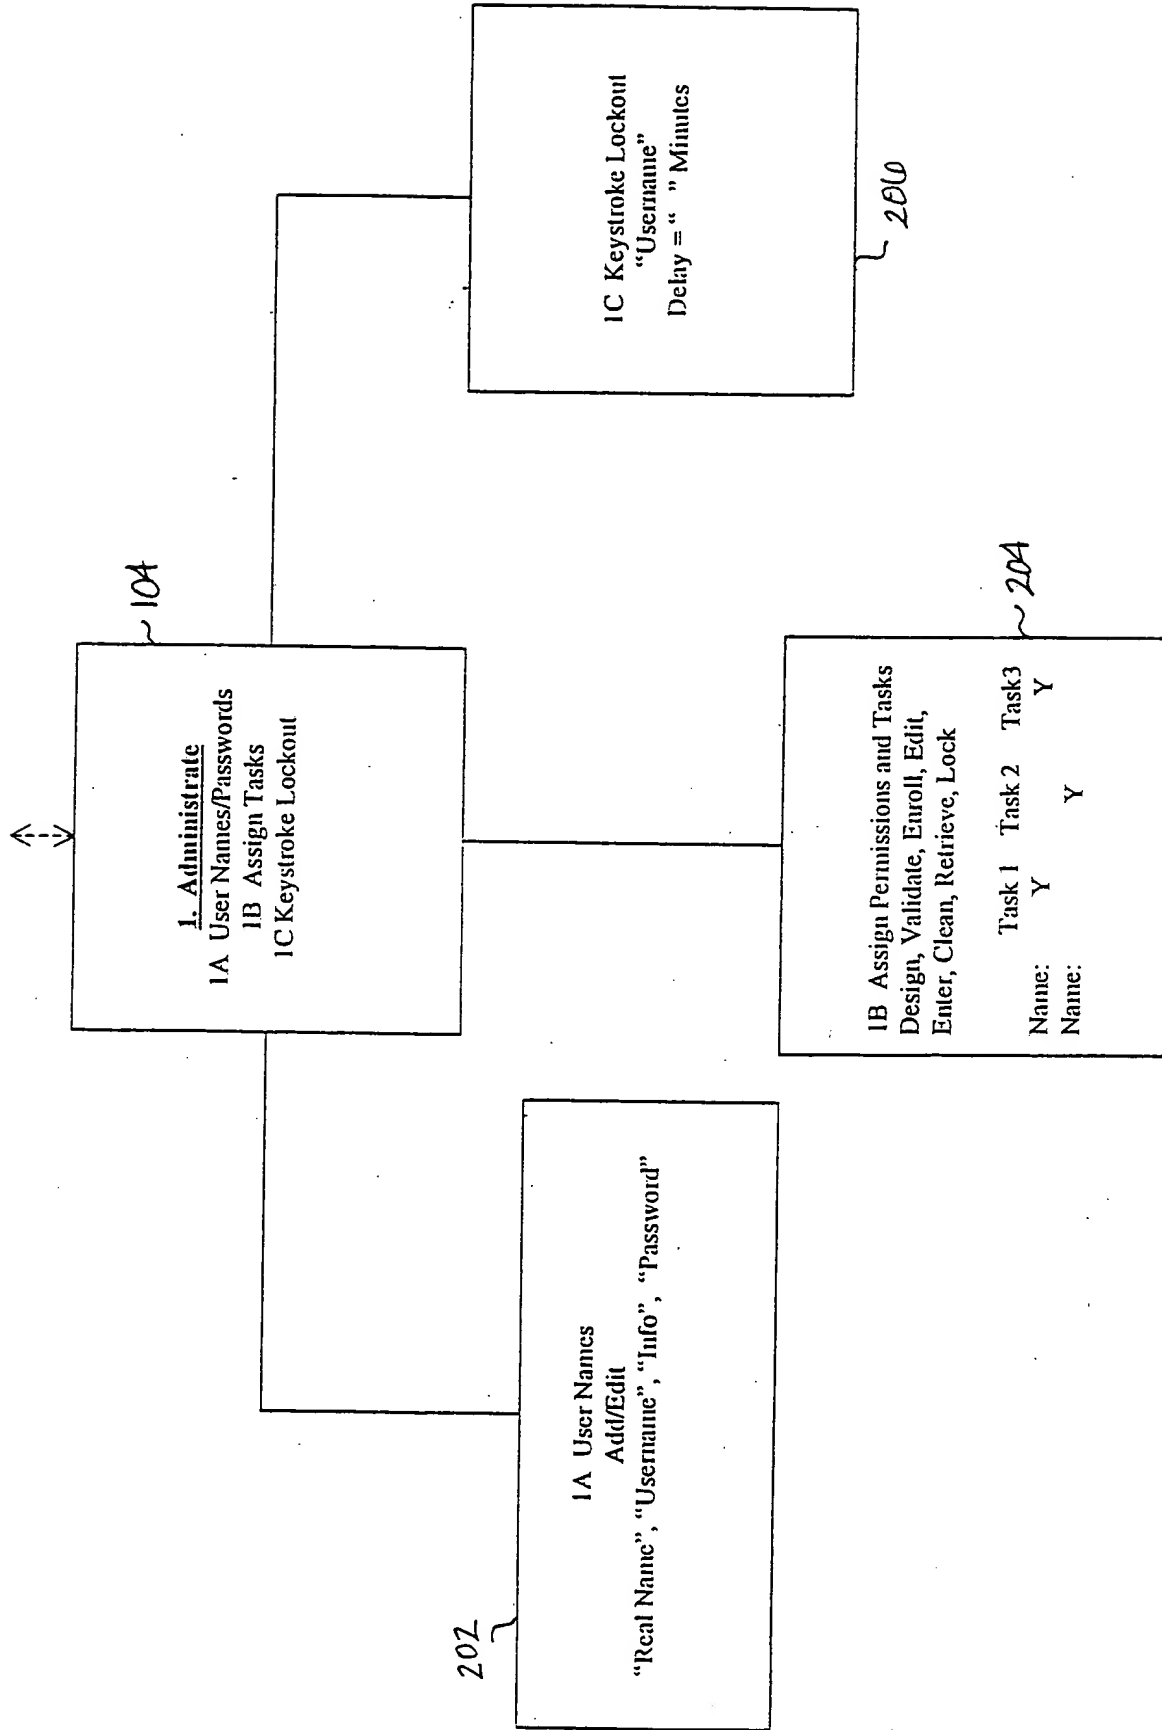 104
1. Administrate
1A User Names/Passwords
1B Assign Tasks
1C Keystroke Lockout
202
1A User Names
Add/Edit
“Real Name”, “Username”, “Info”, “Password”
1B Assign Permissions and Tasks
Design, Validate, Enroll, Edit,
Enter, Clean, Retrieve, Lock
Task 1 Task 2 Task3
Name: Y Y
Name: Y
204
1C Keystroke Lockout
“Username”
Delay = “ ” Minutes
206